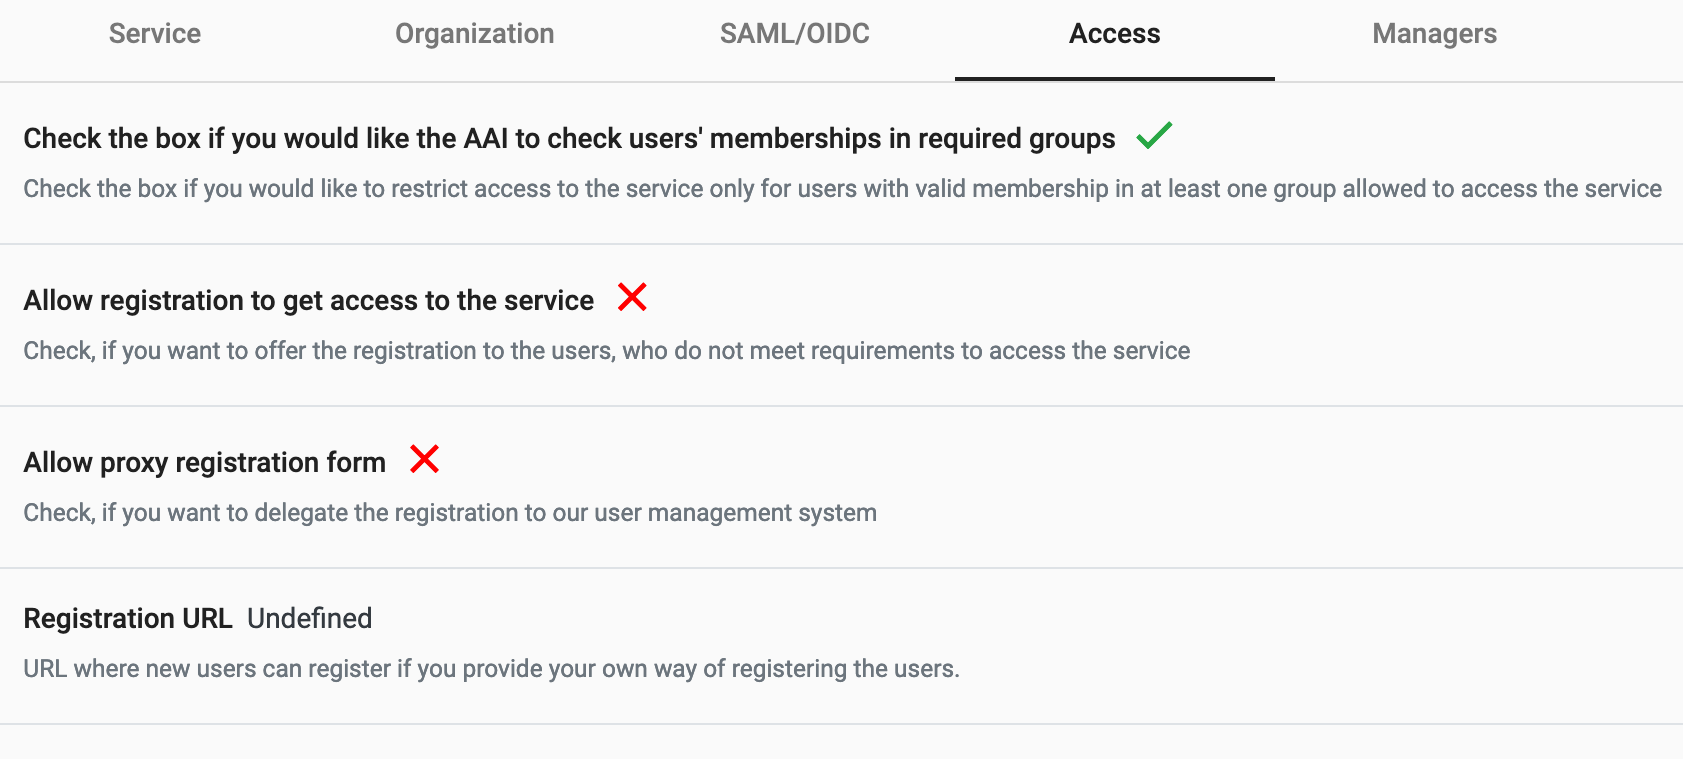 Service Organization SAML/OIDC Access Managers
Check the box if you would like the AAI to check users' memberships in required groups
Check the box if you would like to restrict access to the service only for users with valid membership in at least one group allowed to access the service
Allow registration to get access to the service
Check, if you want to offer the registration to the users, who do not meet requirements to access the service
Allow proxy registration form
Check, if you want to delegate the registration to our user management system
Registration URL Undefined
URL where new users can register if you provide your own way of registering the users.